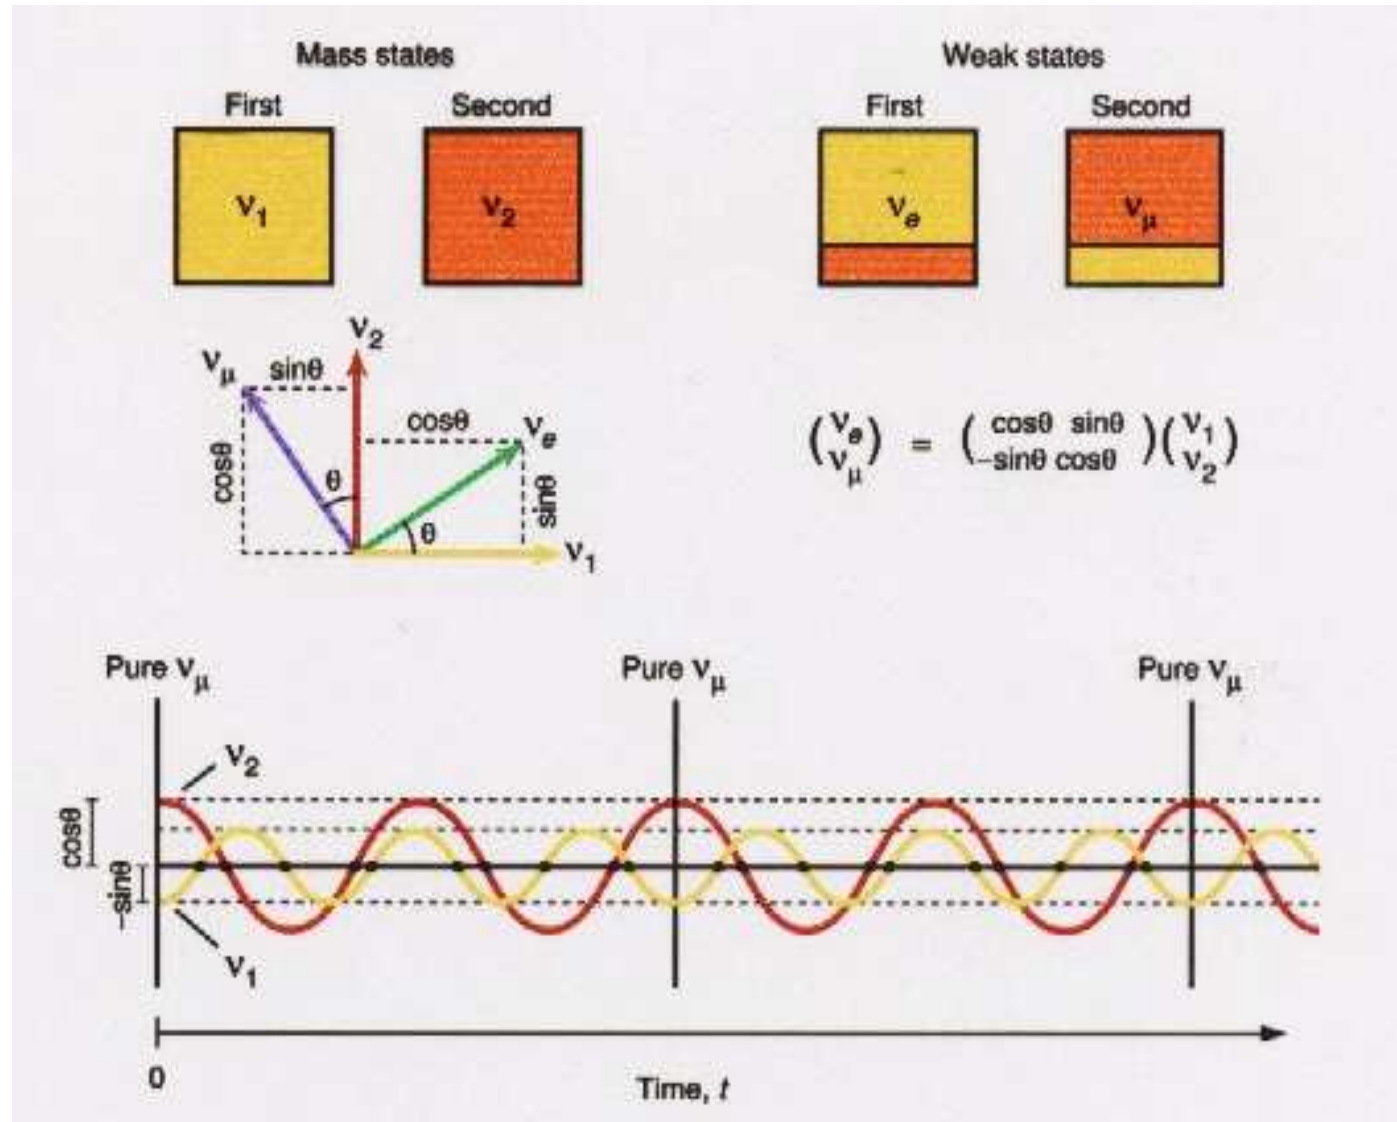 Mass states
Weak states
First
Second
First
Second
ν1
ν2
νe
νμ
ν2
νμ
sinθ
cosθ
νe
cosθ
θ
sinθ
θ
ν1
(νe νμ) = (cosθ sinθ -sinθ cosθ)(ν1 ν2)
Pure νμ
Pure νμ
Pure νμ
ν2
cosθ
-sinθ
ν1
0
Time, t